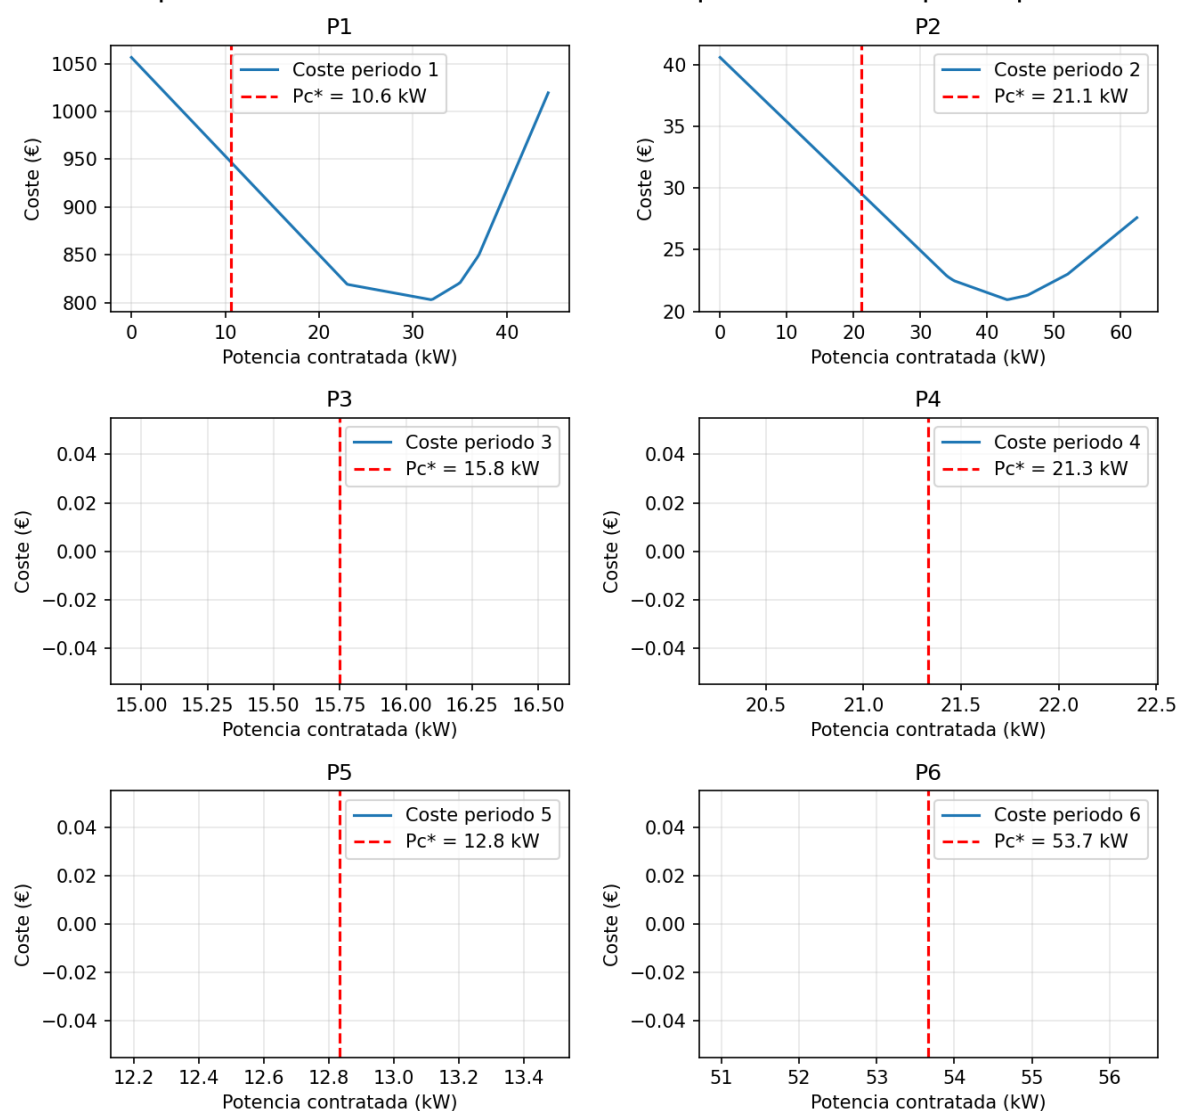 P1
1050
1000
950
900
850
800
Coste (€)
Coste periodo 1
Pc* = 10.6 kW
0 10 20 30 40
Potencia contratada (kW)
P2
40
35
30
25
20
Coste (€)
Coste periodo 2
Pc* = 21.1 kW
0 10 20 30 40 50 60
Potencia contratada (kW)
P3
0.04
0.02
0.00
−0.02
−0.04
Coste (€)
Coste periodo 3
Pc* = 15.8 kW
15.00 15.25 15.50 15.75 16.00 16.25 16.50
Potencia contratada (kW)
P4
0.04
0.02
0.00
−0.02
−0.04
Coste (€)
Coste periodo 4
Pc* = 21.3 kW
20.5 21.0 21.5 22.0 22.5
Potencia contratada (kW)
P5
0.04
0.02
0.00
−0.02
−0.04
Coste (€)
Coste periodo 5
Pc* = 12.8 kW
12.2 12.4 12.6 12.8 13.0 13.2 13.4
Potencia contratada (kW)
P6
0.04
0.02
0.00
−0.02
−0.04
Coste (€)
Coste periodo 6
Pc* = 53.7 kW
51 52 53 54 55 56
Potencia contratada (kW)